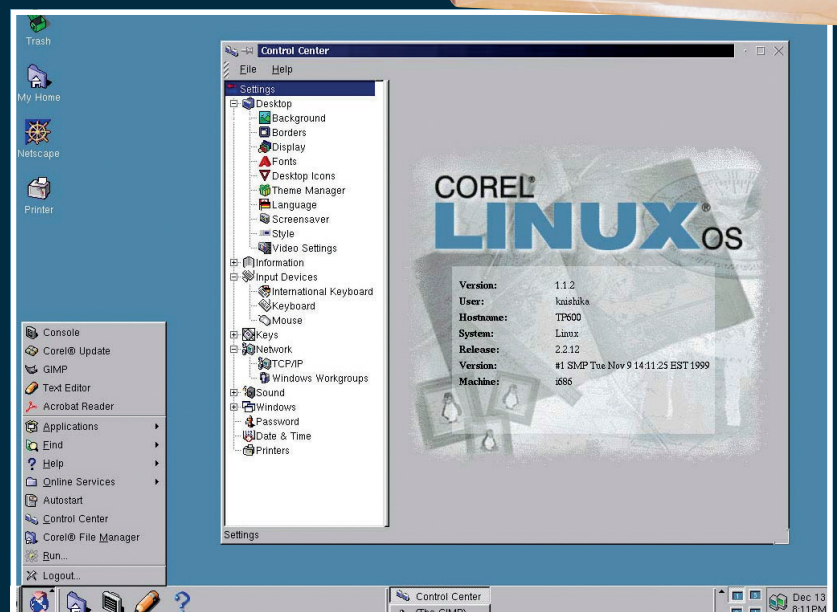 Trash
My Home
Netscape
Printer
Control Center
File Help
Settings
Desktop
Background
Borders
Display
Fonts
Desktop Icons
Theme Manager
Language
Screensaver
Style
Video Settings
Information
Input Devices
International Keyboard
Keyboard
Mouse
Keys
Network
TCP/IP
Windows Workgroups
Sound
Windows
Password
Date & Time
Printers
Settings
COREL®
LINUX® OS
Version: 1.1.2
User: knishika
Hostname: TP600
System: Linux
Release: 2.2.12
Version: #1 SMP Tue Nov 9 14:11:25 EST 1999
Machine: i686
Console
Corel® Update
GIMP
Text Editor
Acrobat Reader
Applications
Find
Help
Online Services
Autostart
Control Center
Corel® File Manager
Run...
Logout...
Control Center
(The GIMP)
Dec 13
8:11PM